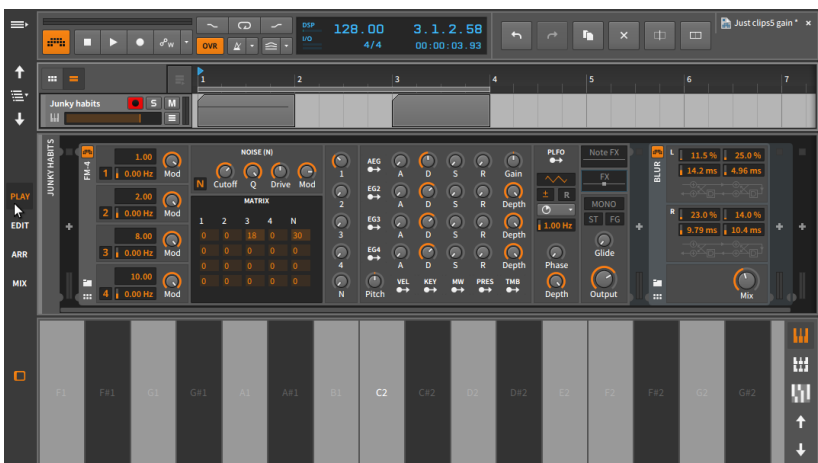 DSP
I/O
OVR
W
128.00
4/4
3.1.2.58
00:00:03.93
Just clips5 gain *
1 2 3 4 5 6 7
Junky habits
S M
PLAY
EDIT
ARR
MIX
JUNKY HABITS
FM-4
1.00
1 0.00 Hz Mod
2.00
2 0.00 Hz Mod
8.00
3 0.00 Hz Mod
10.00
4 0.00 Hz Mod
NOISE (N)
N Cutoff Q Drive Mod
MATRIX
1 2 3 4 N
0 0 18 0 30
0 0 0 0 0
0 0 0 0 0
0 0 0 0 0
1
2
3
4
N
AEG A D S R Gain
EG2 A D S R Depth
EG3 A D S R Depth
EG4 A D S R Depth
Pitch VEL KEY MW PRES TMB
PLFO
± R
1.00 Hz
Phase
Depth
Note FX
FX
MONO
ST FG
Glide
Output
BLUR
L 11.5 % 25.0 %
14.2 ms 4.96 ms
R 23.0 % 14.0 %
9.79 ms 10.4 ms
Mix
F1 F#1 G1 G#1 A1 A#1 B1 C2 C#2 D2 D#2 E2 F2 F#2 G2 G#2